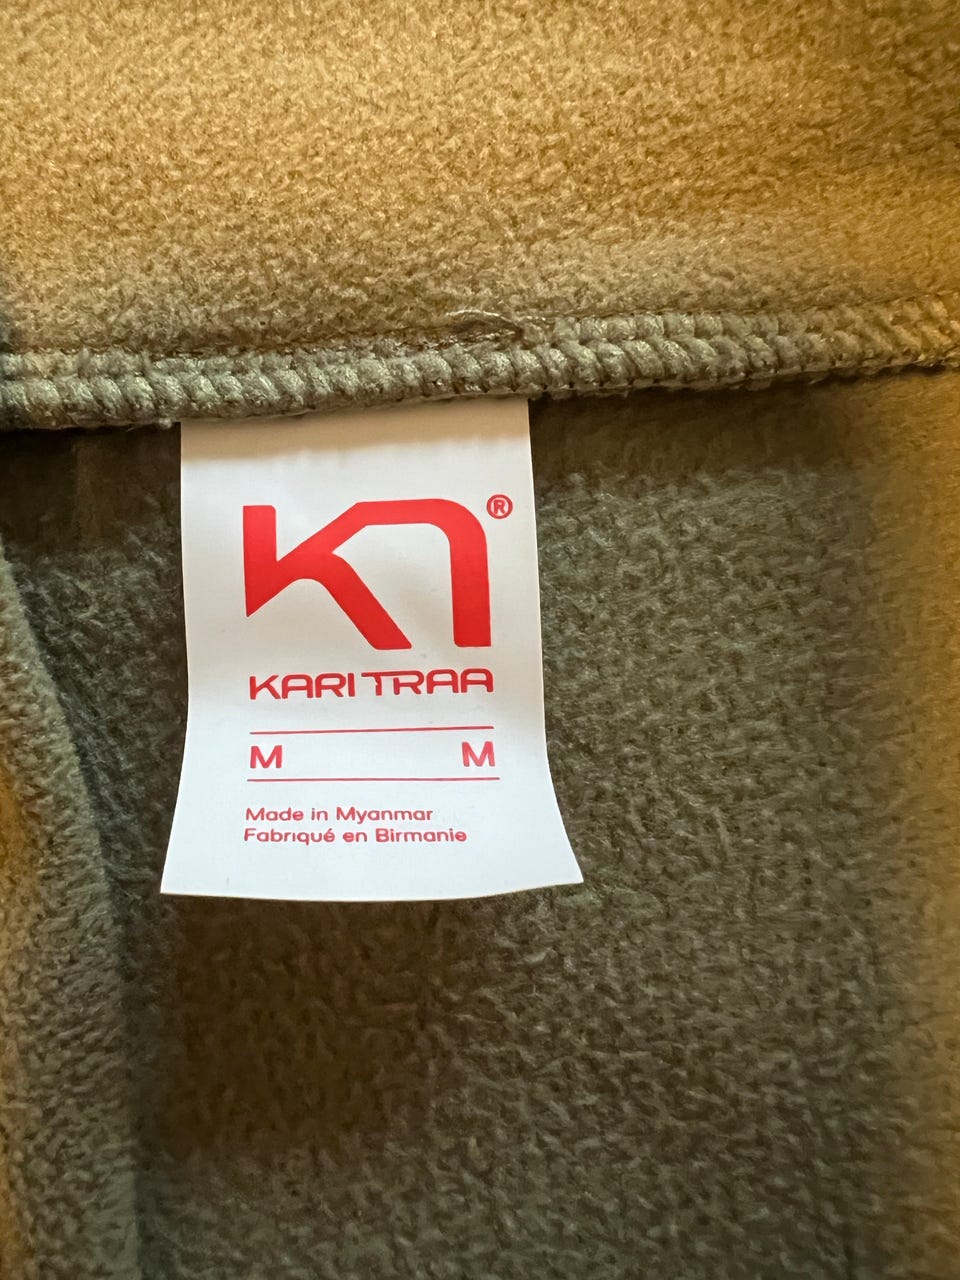 ®
KARI TRAA
M M
Made in Myanmar
Fabriqué en Birmanie